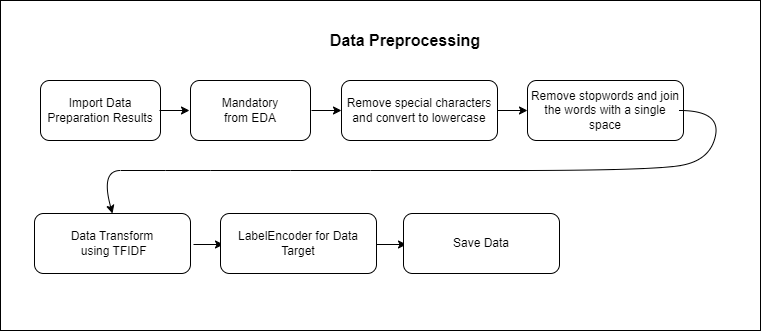 Data Preprocessing
Import Data
Preparation Results
Mandatory
from EDA
Remove special characters
and convert to lowercase
Remove stopwords and join
the words with a single
space
Data Transform
using TFIDF
LabelEncoder for Data
Target
Save Data